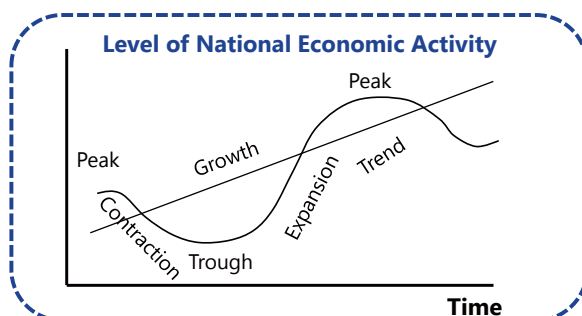 Level of National Economic Activity
Peak
Peak
Growth
Trend
Contraction
Expansion
Trough
Time